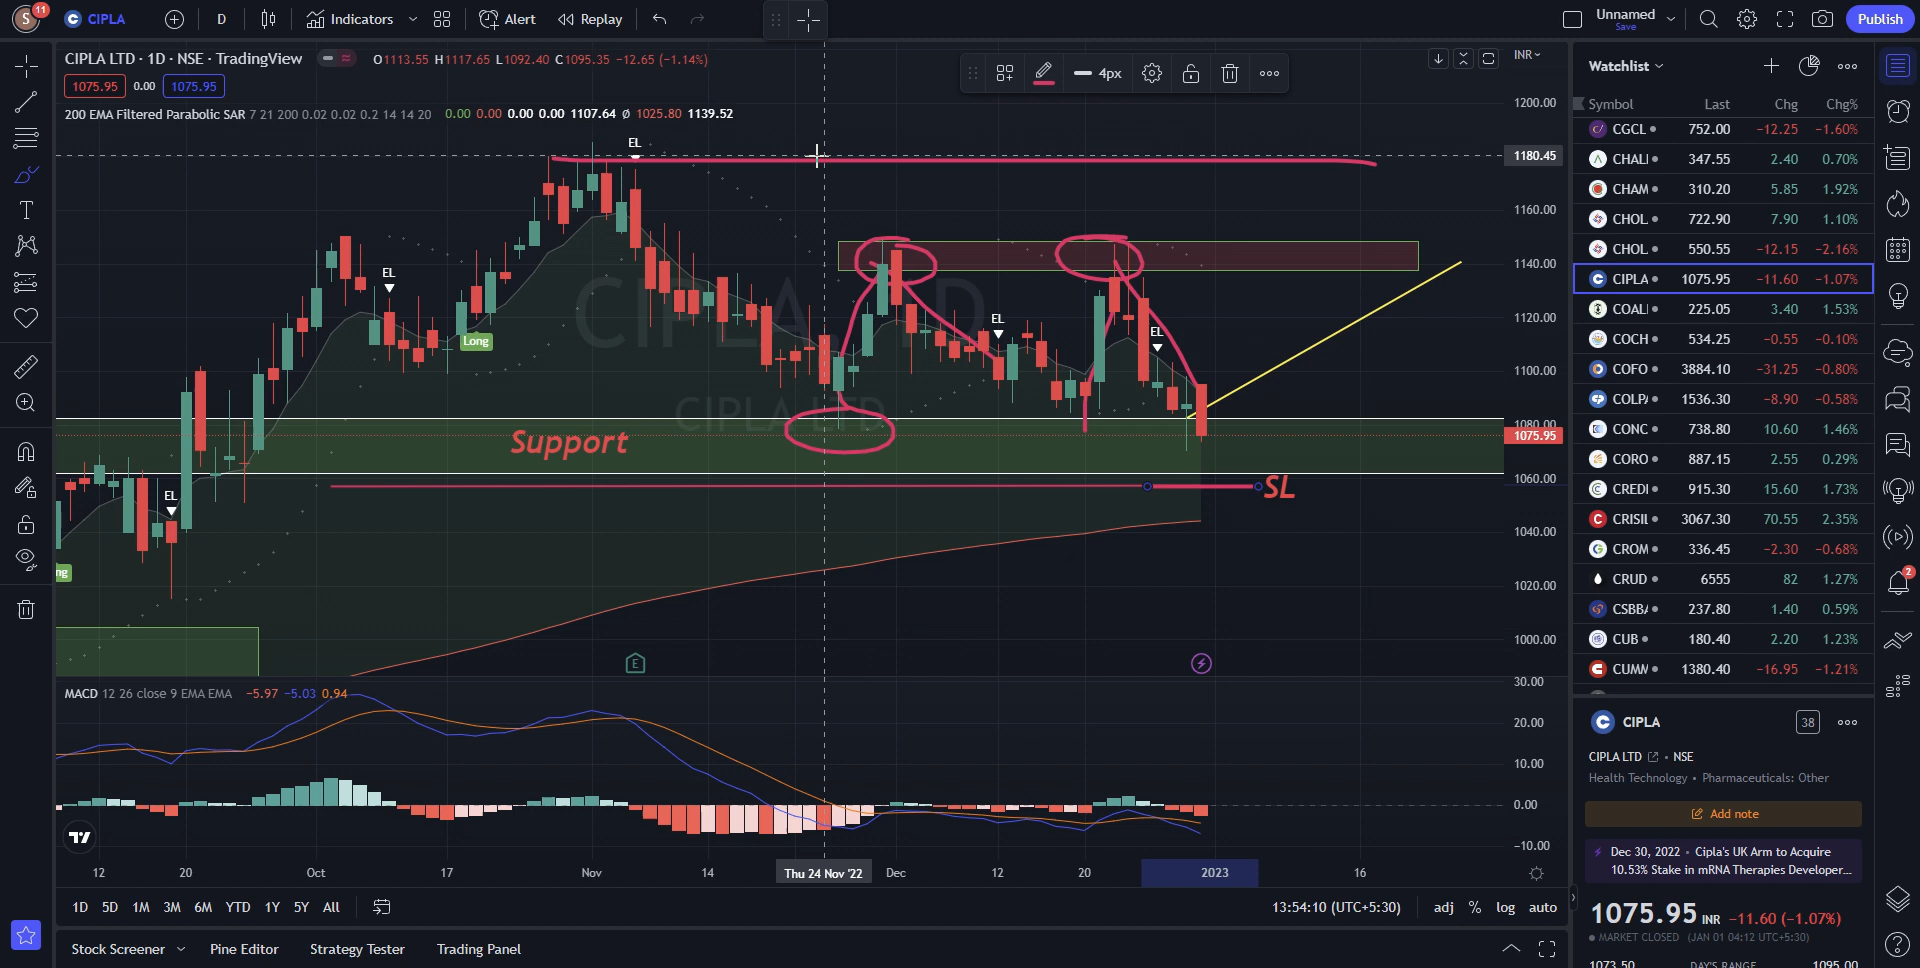 S 11 CIPLA D Indicators Alert Replay Unnamed Save Publish
CIPLA LTD · 1D · NSE · TradingView O1113.55 H1117.65 L1092.40 C1095.35 −12.65 (−1.14%)
1075.95 0.00 1075.95
200 EMA Filtered Parabolic SAR 7 21 200 0.02 0.02 0.2 14 14 20 0.00 0.00 0.00 0.00 1107.64 Ø 1025.80 1139.52
4px
INR
1200.00
1180.45
1160.00
1140.00
1120.00
1100.00
1080.00
1075.95
1060.00
1040.00
1020.00
1000.00
EL
EL
Long
EL
EL
EL
ng
CIPLA, 1D
CIPLA LTD
Support
SL
E
MACD 12 26 close 9 EMA EMA −5.97 −5.03 0.94
30.00
20.00
10.00
0.00
−10.00
12 20 Oct 17 Nov 14 Thu 24 Nov '22 Dec 12 20 2023 16
1D 5D 1M 3M 6M YTD 1Y 5Y All 13:54:10 (UTC+5:30) adj % log auto
Stock Screener Pine Editor Strategy Tester Trading Panel
Watchlist
Symbol Last Chg Chg%
CGCL 752.00 −12.25 −1.60%
CHALI 347.55 2.40 0.70%
CHAM 310.20 5.85 1.92%
CHOL 722.90 7.90 1.10%
CHOL 550.55 −12.15 −2.16%
CIPLA 1075.95 −11.60 −1.07%
COALI 225.05 3.40 1.53%
COCH 534.25 −0.55 −0.10%
COFO 3884.10 −31.25 −0.80%
COLPA 1536.30 −8.90 −0.58%
CONC 738.80 10.60 1.46%
CORO 887.15 2.55 0.29%
CREDI 915.30 15.60 1.73%
CRISIL 3067.30 70.55 2.35%
CROM 336.45 −2.30 −0.68%
CRUD 6555 82 1.27%
CSBBA 237.80 1.40 0.59%
CUB 180.40 2.20 1.23%
CUMM 1380.40 −16.95 −1.21%
2
CIPLA 38
CIPLA LTD · NSE
Health Technology • Pharmaceuticals: Other
Add note
Dec 30, 2022 • Cipla's UK Arm to Acquire
10.53% Stake in mRNA Therapies Developer...
1075.95 INR −11.60 (−1.07%)
MARKET CLOSED (JAN 01 04:12 UTC+5:30)
1073.50 DAY'S RANGE 1095.00